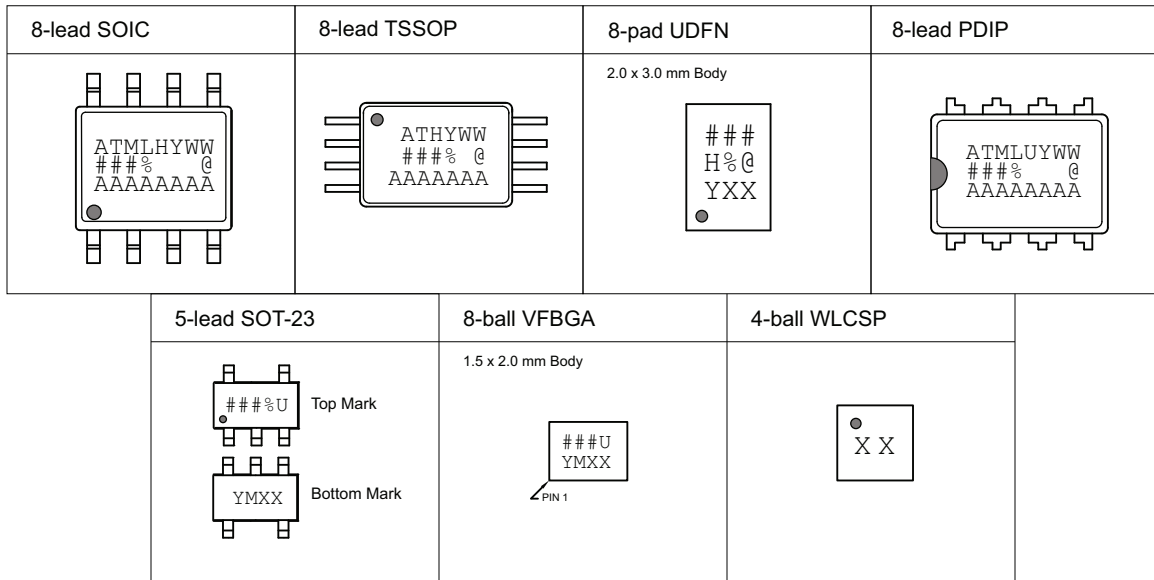 8-lead SOIC
ATMLHYWW
###% @
AAAAAAAA
8-lead TSSOP
ATHYWW
###% @
AAAAAAA
8-pad UDFN
2.0 x 3.0 mm Body
###
H%@
YXX
8-lead PDIP
ATMLUYWW
###% @
AAAAAAAA
5-lead SOT-23
###%U
Top Mark
YMXX
Bottom Mark
8-ball VFBGA
1.5 x 2.0 mm Body
###U
YMXX
PIN 1
4-ball WLCSP
X X